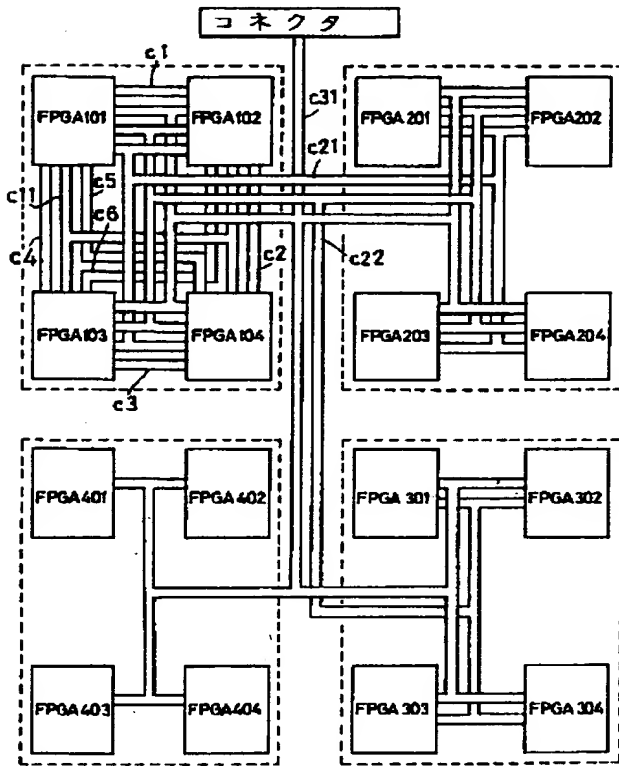 コネクタ
c1
FPGA101
FPGA102
c31
FPGA201
FPGA202
c21
c11
c5
c6
c4
c2
c22
FPGA103
FPGA104
c3
FPGA203
FPGA204
FPGA401
FPGA402
FPGA301
FPGA302
FPGA403
FPGA404
FPGA303
FPGA304